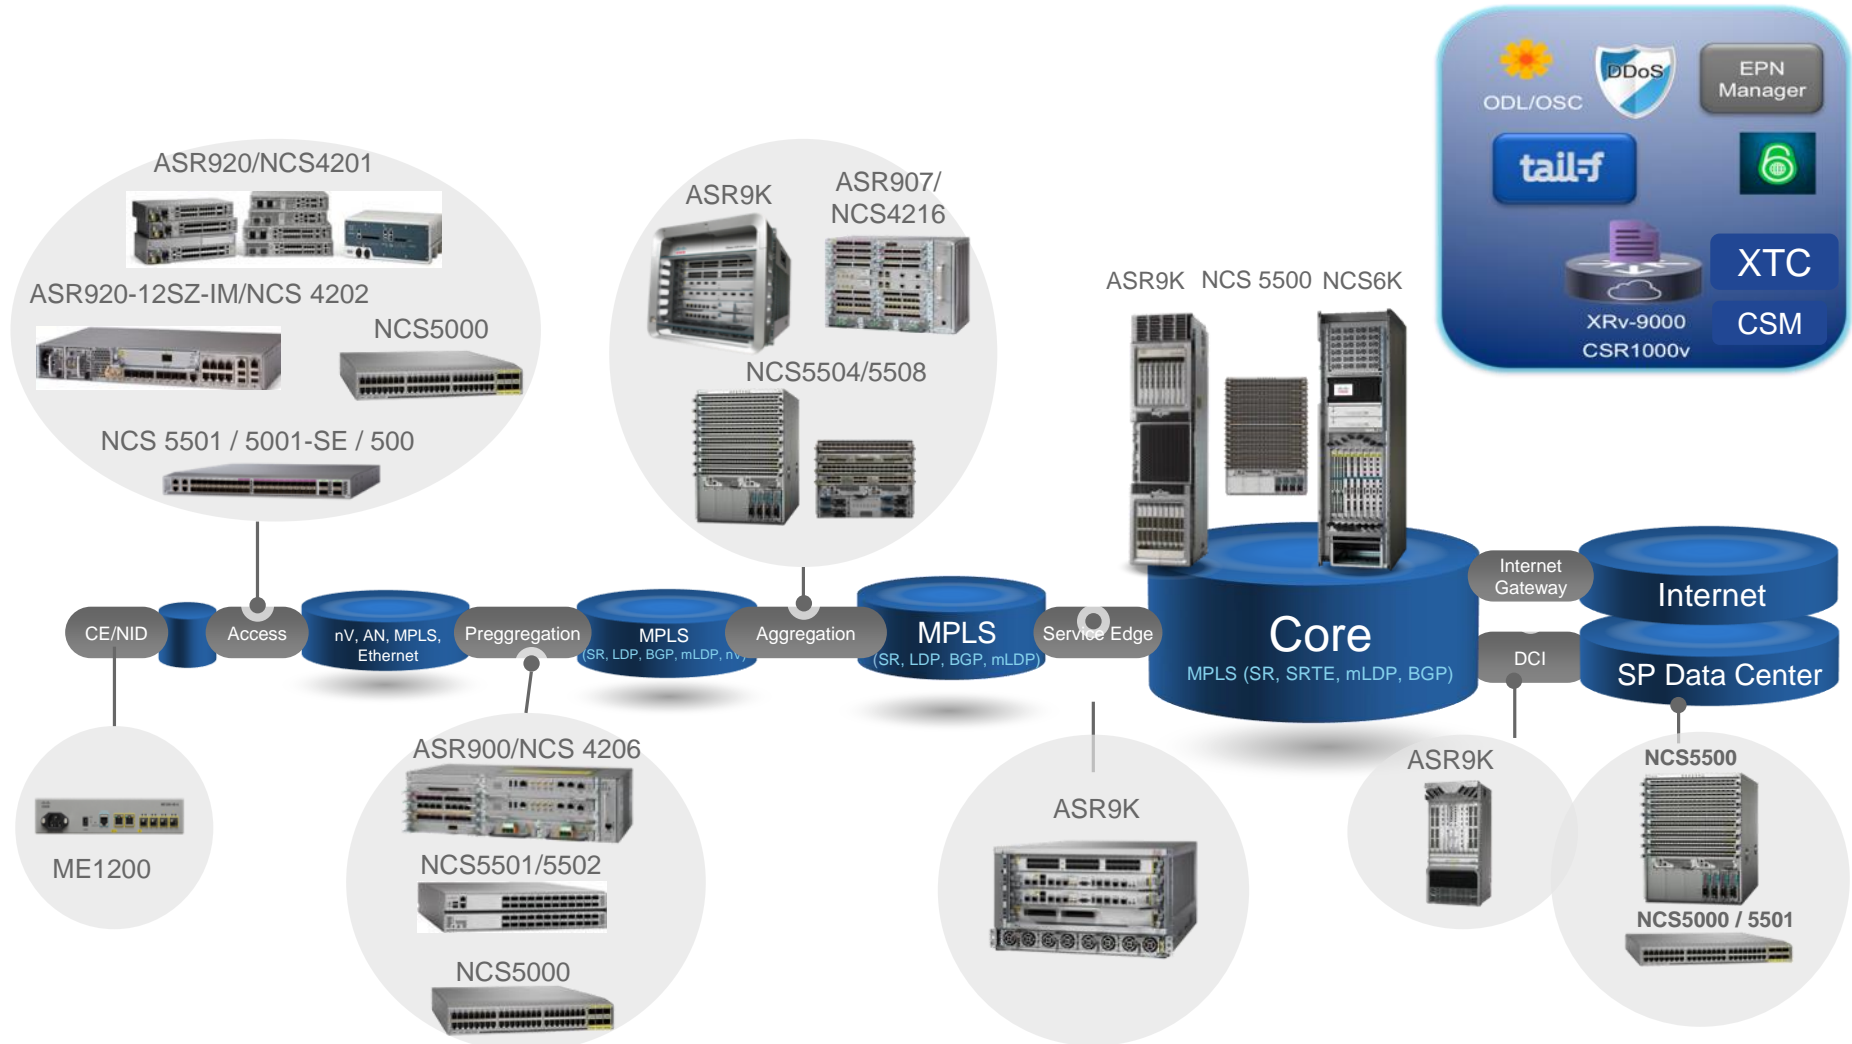 ODL/OSC
DDoS
EPN
Manager
tail-f
6
XRv-9000
CSR1000v
XTC
CSM
ASR920/NCS4201
ASR920-12SZ-IM/NCS 4202
NCS5000
NCS 5501 / 5001-SE / 500
ASR9K
ASR907/
NCS4216
NCS5504/5508
ASR9K
NCS 5500
NCS6K
CE/NID
Access
nV, AN, MPLS,
Ethernet
Preggregation
MPLS
(SR, LDP, BGP, mLDP, nV)
Aggregation
MPLS
(SR, LDP, BGP, mLDP)
Service Edge
Core
MPLS (SR, SRTE, mLDP, BGP)
Internet
Gateway
Internet
DCI
SP Data Center
ME1200
ASR900/NCS 4206
NCS5501/5502
NCS5000
ASR9K
ASR9K
NCS5500
NCS5000 / 5501